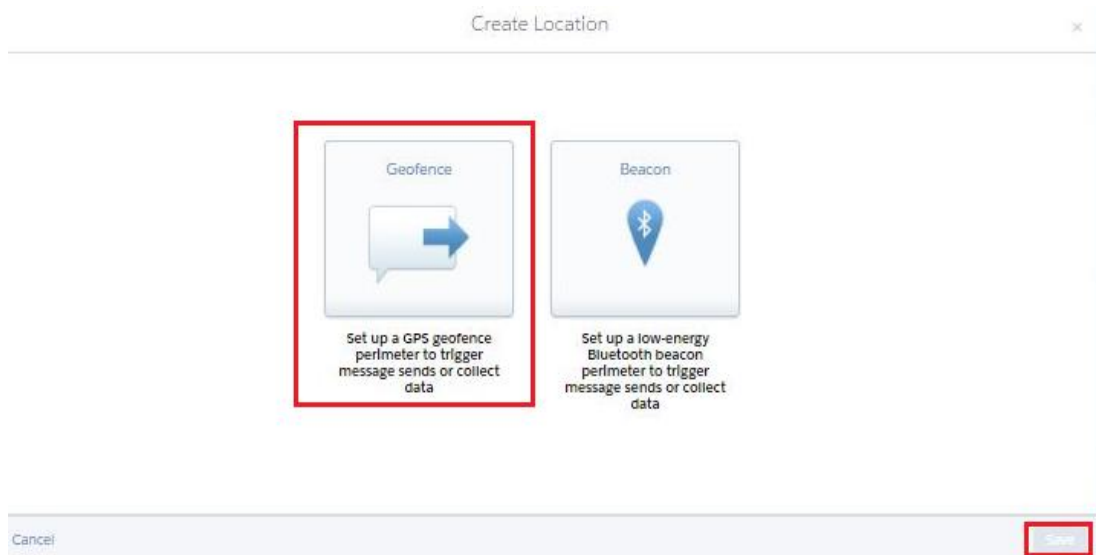 Create Location
×
Geofence
Beacon
Set up a GPS geofence
perimeter to trigger
message sends or collect
data
Set up a low-energy
Bluetooth beacon
perimeter to trigger
message sends or collect
data
Cancel
Save